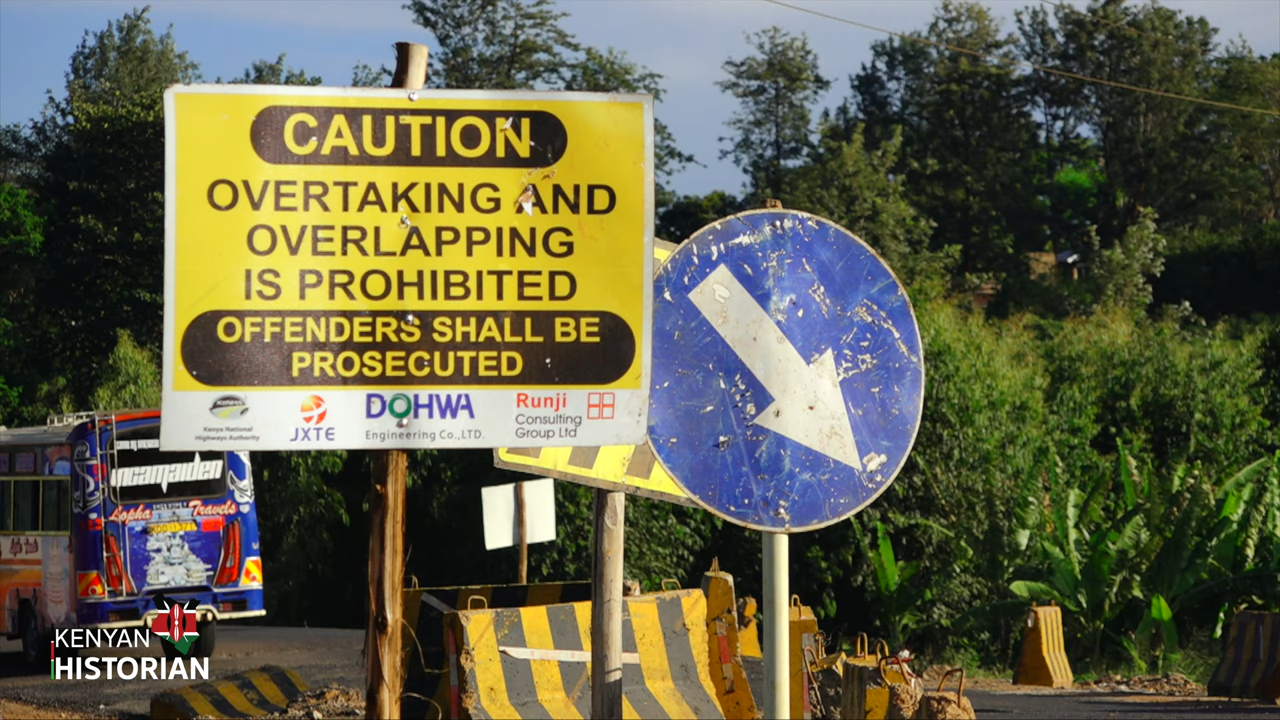 CAUTION
OVERTAKING AND
OVERLAPPING
IS PROHIBITED
OFFENDERS SHALL BE
PROSECUTED
Kenya National
Highways Authority
JXTE
DOHWA
Engineering Co.,LTD.
Runji
Consulting
Group Ltd
Lopha Travels
KENYAN
HISTORIAN